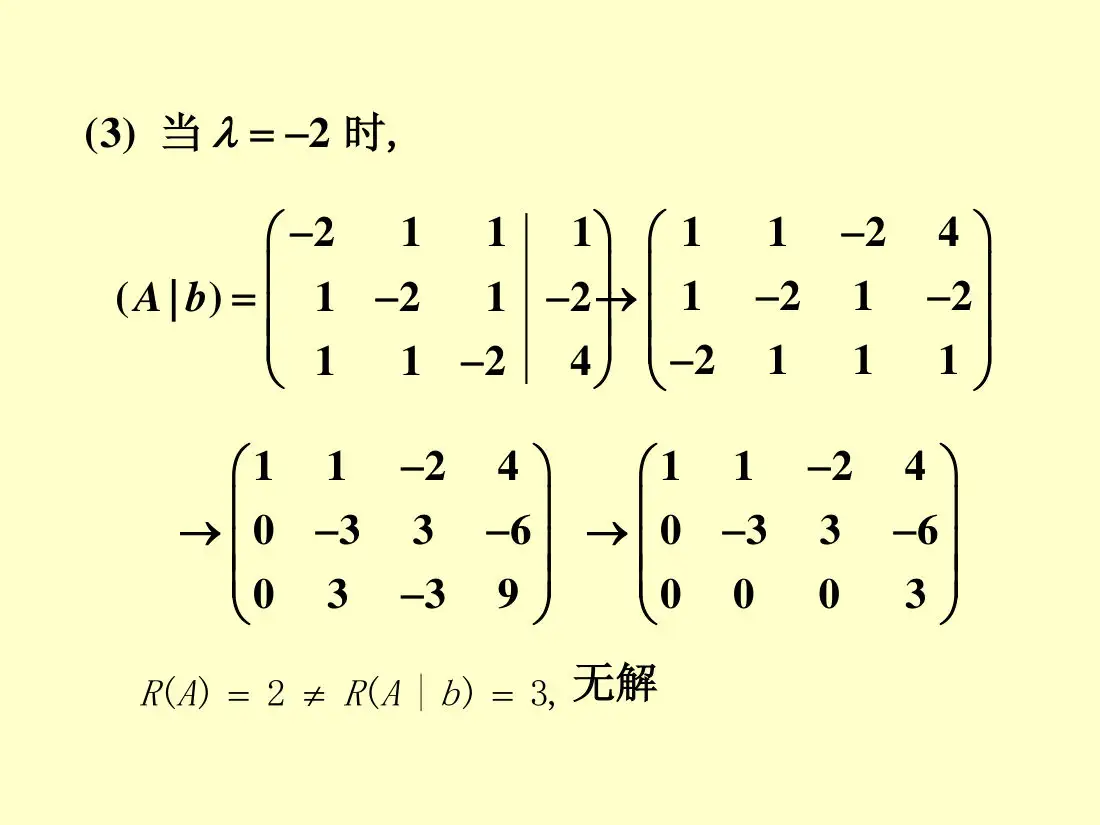 (3) 当 λ = −2 时,
−2 1 1 | 1 1 1 −2 4
(A | b) = 1 −2 1 | −2 → 1 −2 1 −2
1 1 −2 | 4 −2 1 1 1
1 1 −2 4 1 1 −2 4
→ 0 −3 3 −6 → 0 −3 3 −6
0 3 −3 9 0 0 0 3
R(A) = 2 ≠ R(A | b) = 3, 无解